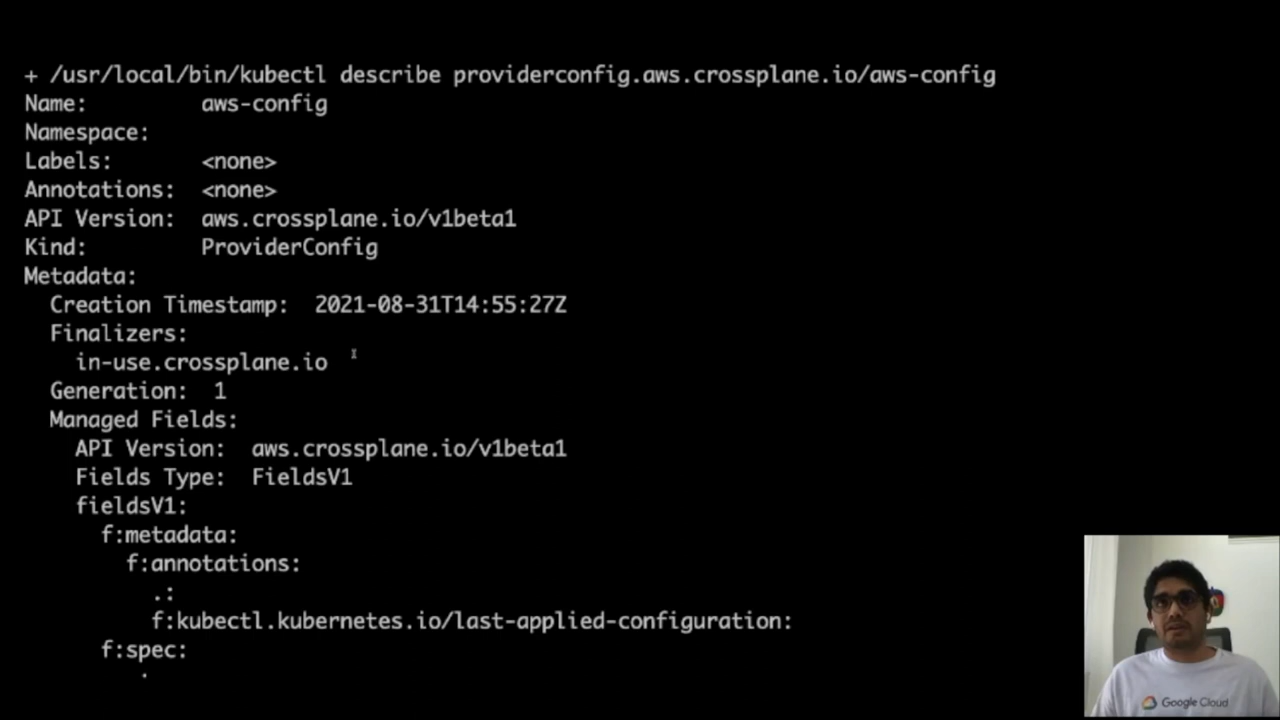 + /usr/local/bin/kubectl describe providerconfig.aws.crossplane.io/aws-config
Name:         aws-config
Namespace:
Labels:       <none>
Annotations:  <none>
API Version:  aws.crossplane.io/v1beta1
Kind:         ProviderConfig
Metadata:
  Creation Timestamp:  2021-08-31T14:55:27Z
  Finalizers:
    in-use.crossplane.io
  Generation:  1
  Managed Fields:
    API Version:  aws.crossplane.io/v1beta1
    Fields Type:  FieldsV1
    fieldsV1:
      f:metadata:
        f:annotations:
          .:
          f:kubectl.kubernetes.io/last-applied-configuration:
      f:spec:
        .
Google Cloud